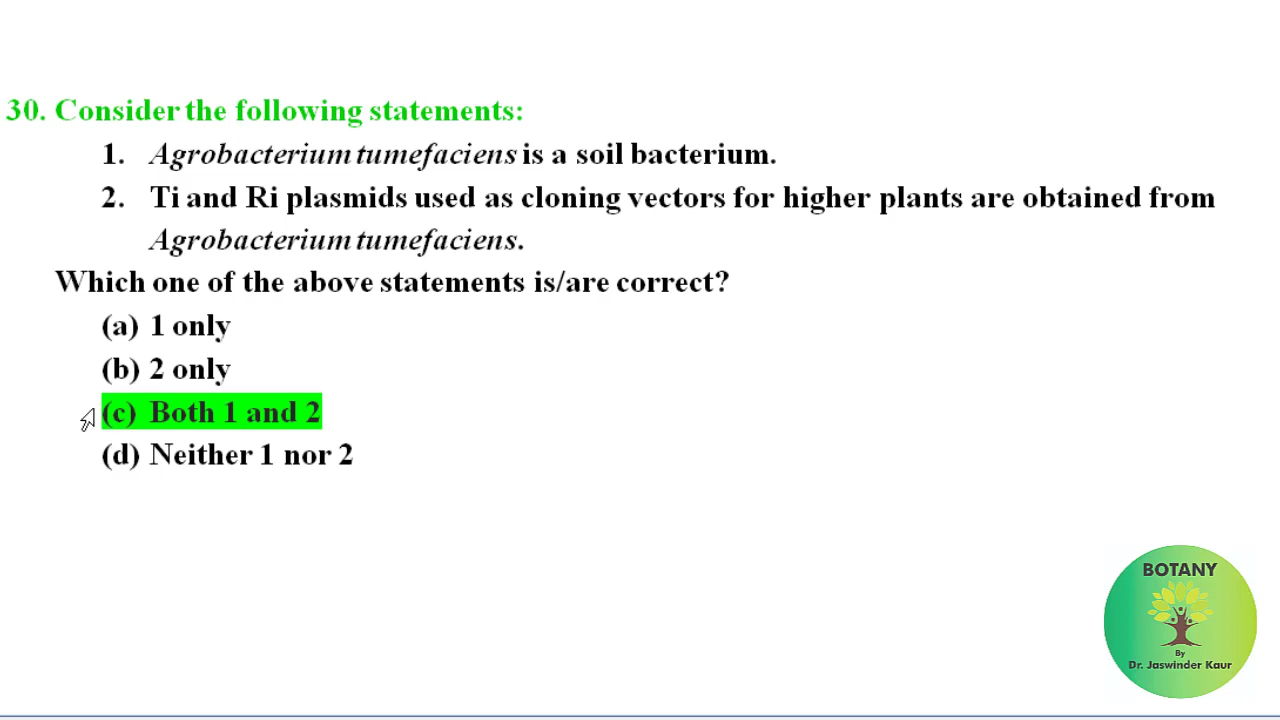 30. Consider the following statements:
1. Agrobacterium tumefaciens is a soil bacterium.
2. Ti and Ri plasmids used as cloning vectors for higher plants are obtained from
Agrobacterium tumefaciens.
Which one of the above statements is/are correct?
(a) 1 only
(b) 2 only
(c) Both 1 and 2
(d) Neither 1 nor 2
BOTANY
By
Dr. Jaswinder Kaur